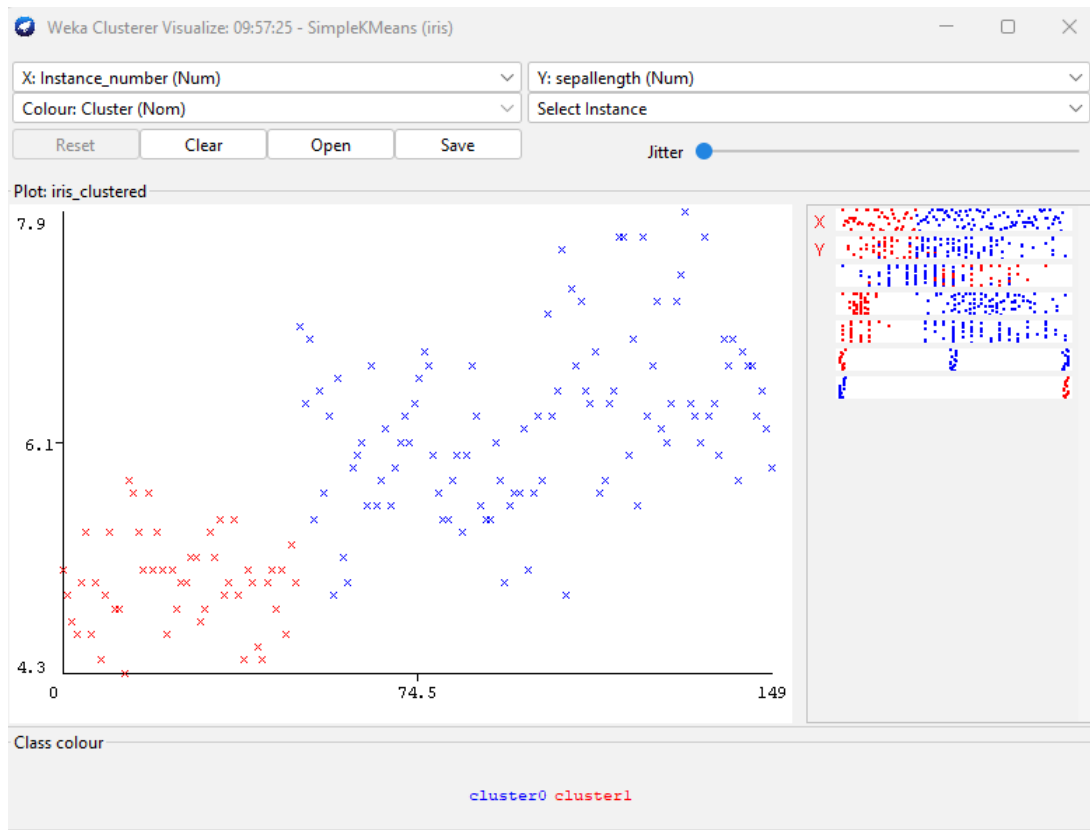 Weka Clusterer Visualize: 09:57:25 - SimpleKMeans (iris)
X: Instance_number (Num) Y: sepallength (Num)
Colour: Cluster (Nom) Select Instance
Reset Clear Open Save Jitter
Plot: iris_clustered
7.9
6.1
4.3
0 74.5 149
X
Y
Class colour
cluster0 cluster1